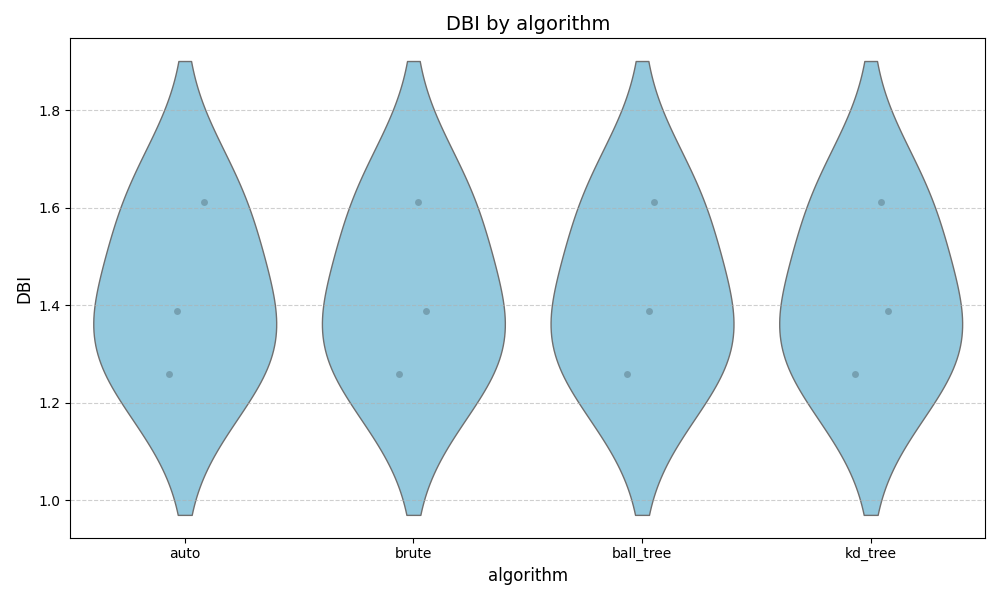 DBI by algorithm
DBI
1.8
1.6
1.4
1.2
1.0
auto
brute
ball_tree
kd_tree
algorithm